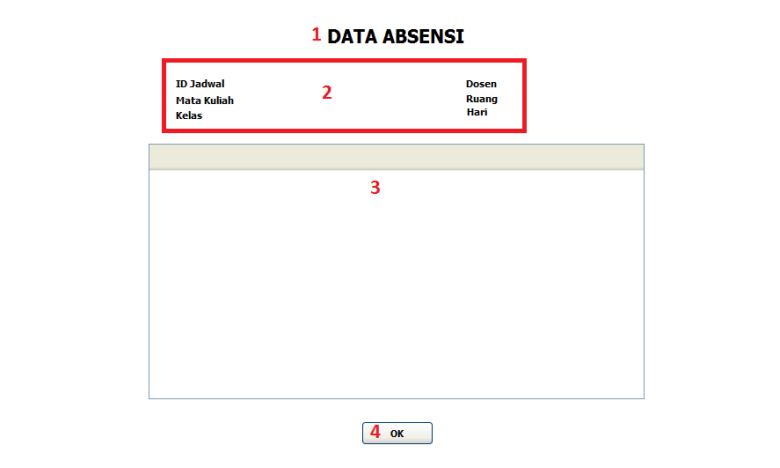 1 DATA ABSENSI
ID Jadwal 2 Dosen
Mata Kuliah Ruang
Kelas Hari
3
4 OK